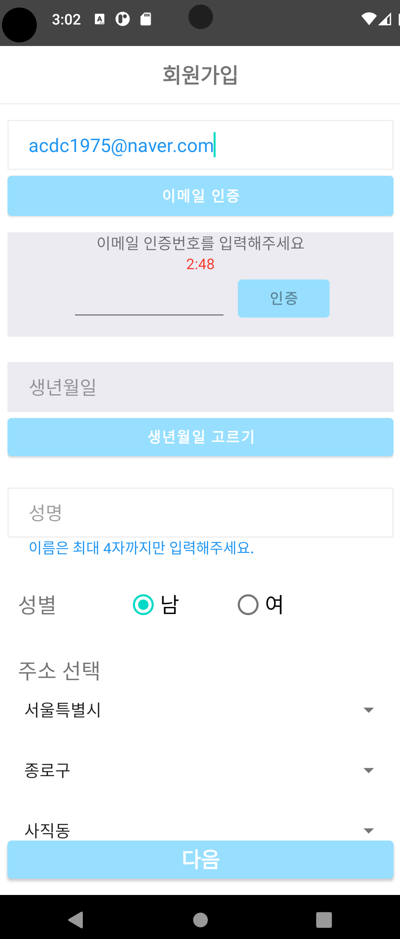 3:02
회원가입
acdc1975@naver.com
이메일 인증
이메일 인증번호를 입력해주세요
2:48
인증
생년월일
생년월일 고르기
성명
이름은 최대 4자까지만 입력해주세요.
성별 남 여
주소 선택
서울특별시
종로구
사직동
다음